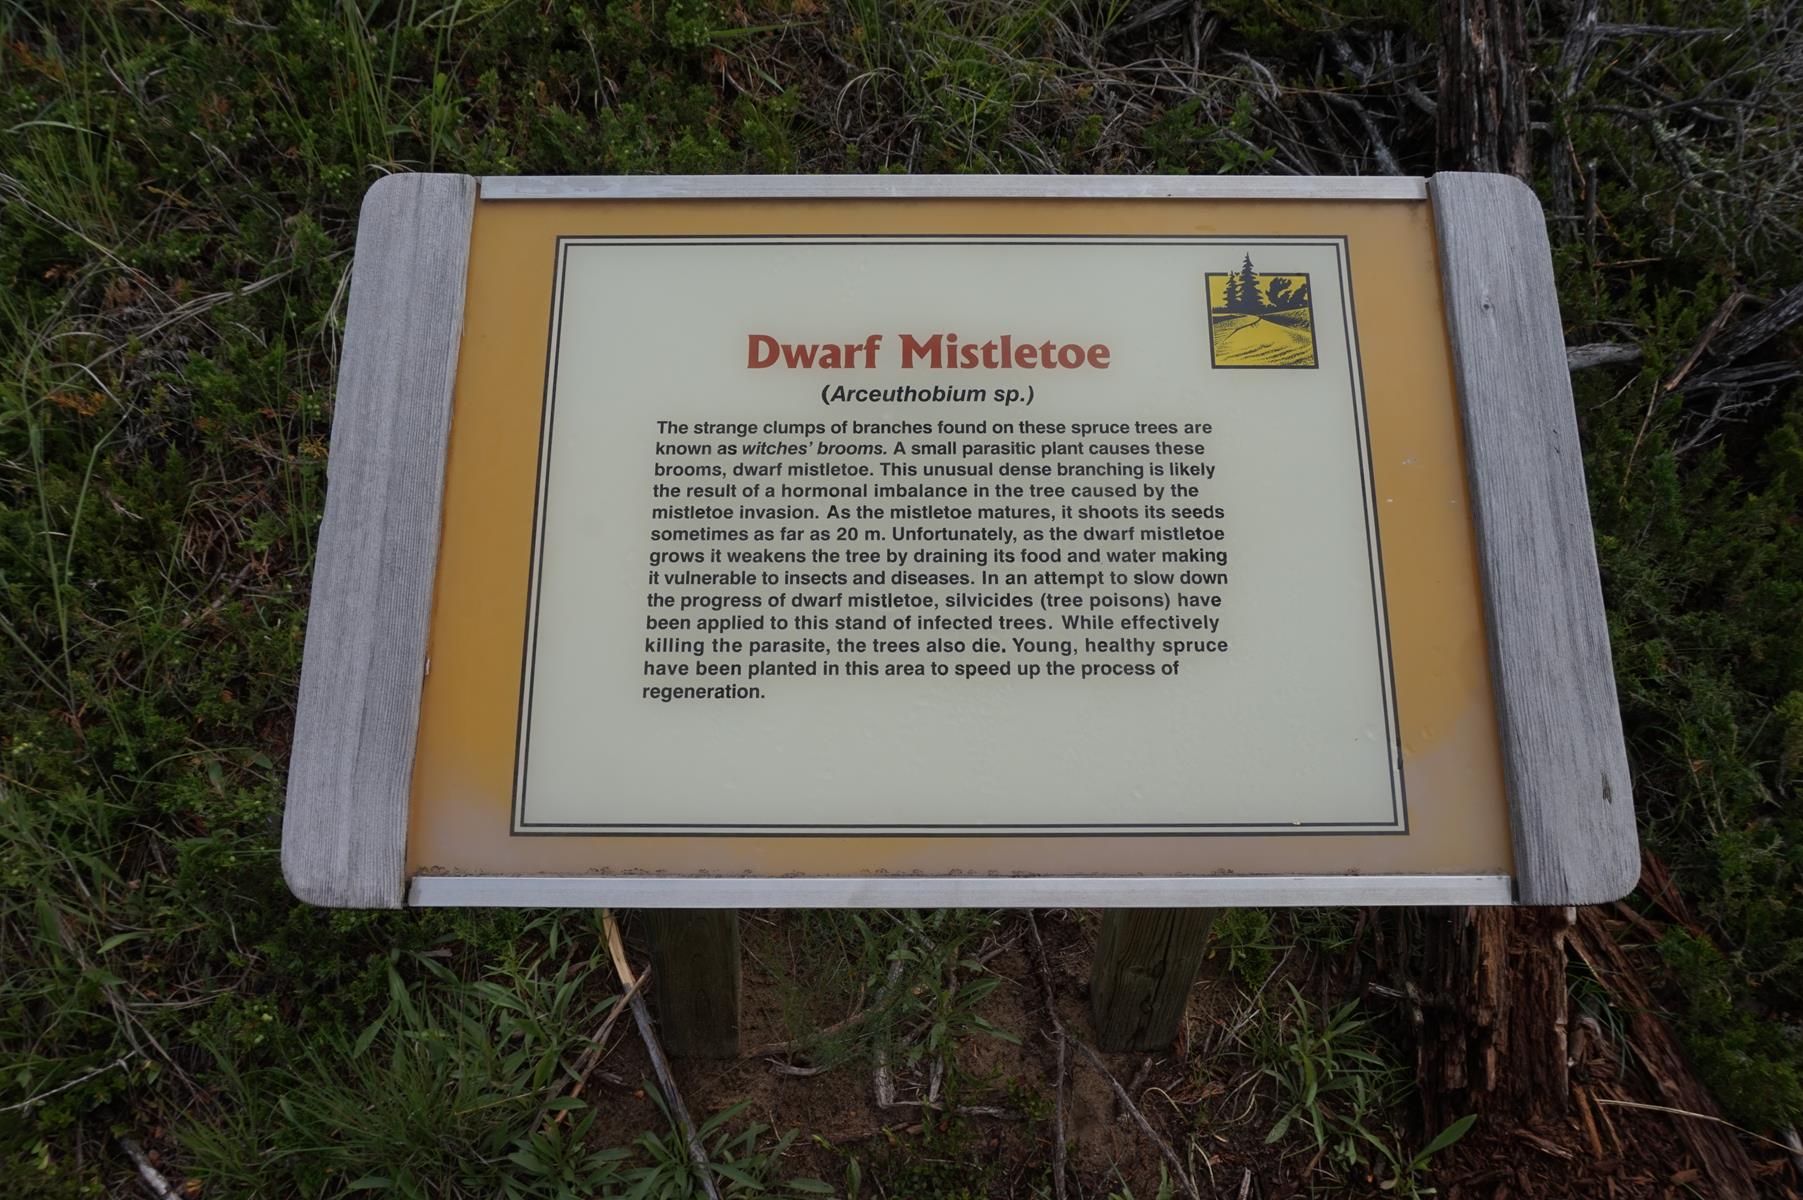 Dwarf Mistletoe
(Arceuthobium sp.)
The strange clumps of branches found on these spruce trees are
known as witches' brooms. A small parasitic plant causes these
brooms, dwarf mistletoe. This unusual dense branching is likely
the result of a hormonal imbalance in the tree caused by the
mistletoe invasion. As the mistletoe matures, it shoots its seeds
sometimes as far as 20 m. Unfortunately, as the dwarf mistletoe
grows it weakens the tree by draining its food and water making
it vulnerable to insects and diseases. In an attempt to slow down
the progress of dwarf mistletoe, silvicides (tree poisons) have
been applied to this stand of infected trees. While effectively
killing the parasite, the trees also die. Young, healthy spruce
have been planted in this area to speed up the process of
regeneration.